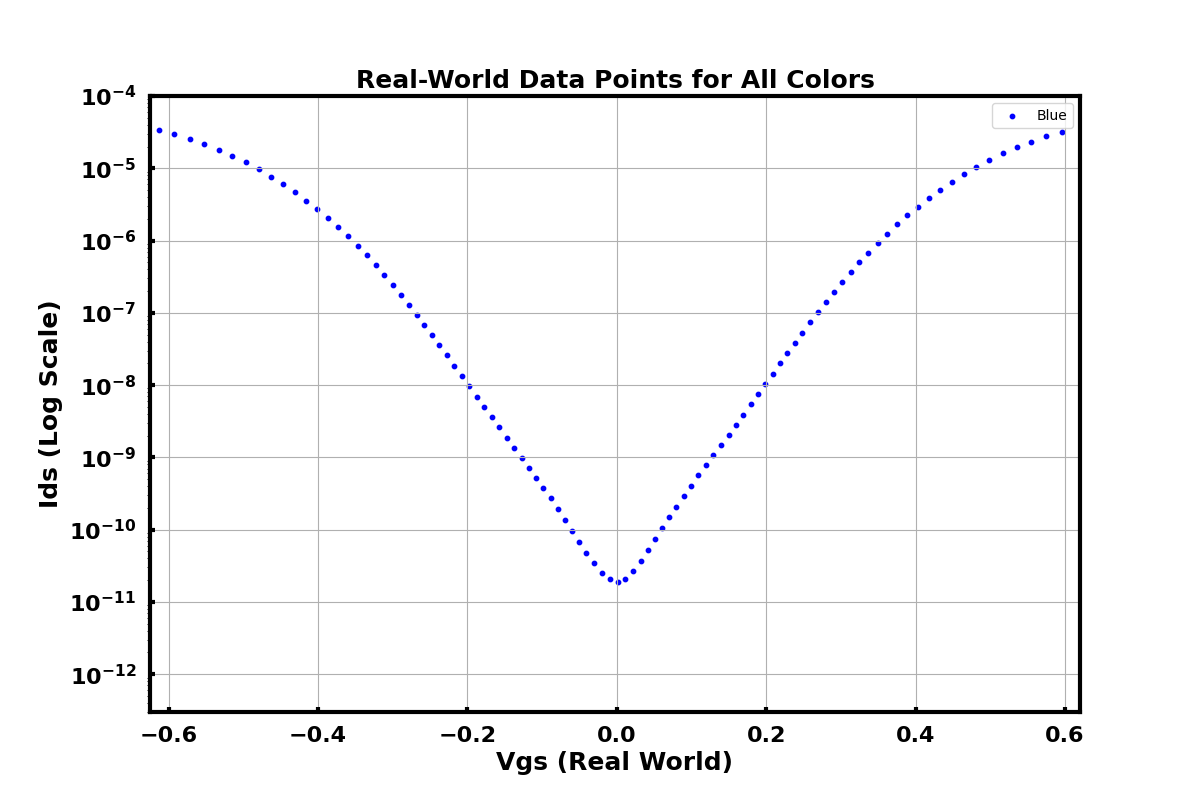 Real-World Data Points for All Colors
Blue
Ids (Log Scale)
10⁻⁴
10⁻⁵
10⁻⁶
10⁻⁷
10⁻⁸
10⁻⁹
10⁻¹⁰
10⁻¹¹
10⁻¹²
−0.6 −0.4 −0.2 0.0 0.2 0.4 0.6
Vgs (Real World)